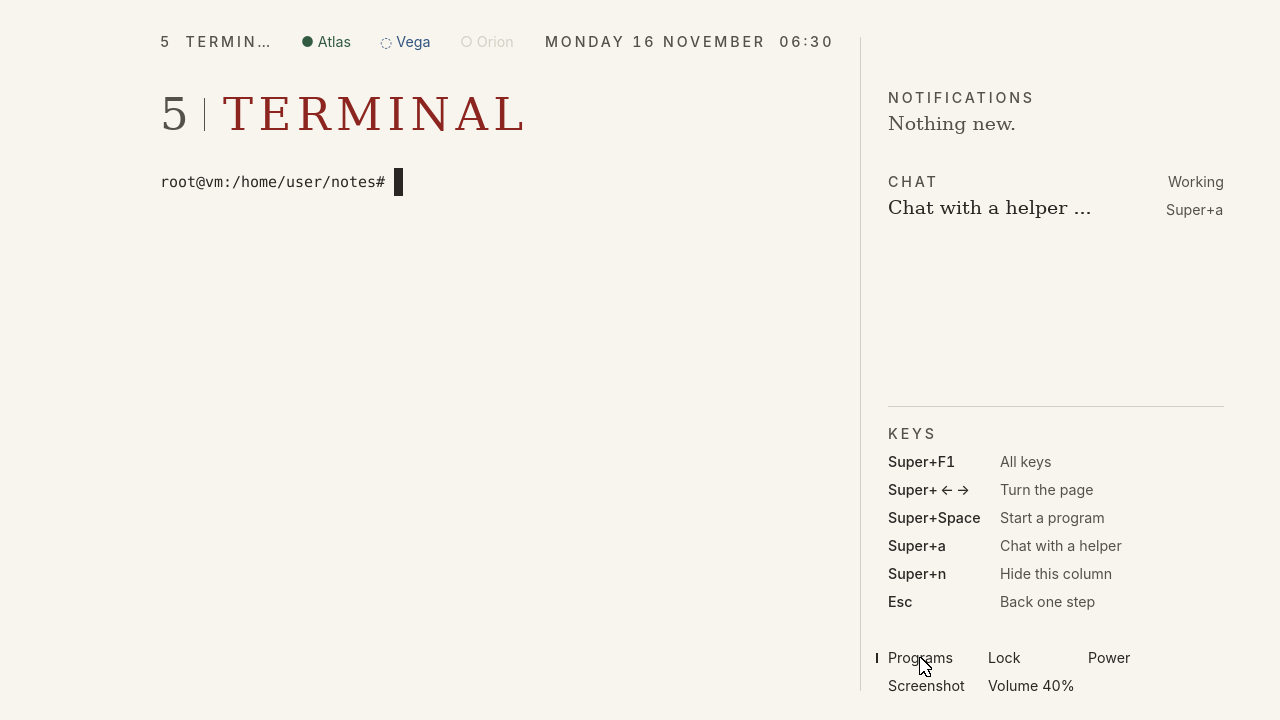 5 TERMIN... Atlas Vega Orion MONDAY 16 NOVEMBER 06:30
5 TERMINAL
root@vm:/home/user/notes#
NOTIFICATIONS
Nothing new.
CHAT Working
Chat with a helper ... Super+a
KEYS
Super+F1 All keys
Super+ ← → Turn the page
Super+Space Start a program
Super+a Chat with a helper
Super+n Hide this column
Esc Back one step
Programs Lock Power
Screenshot Volume 40%